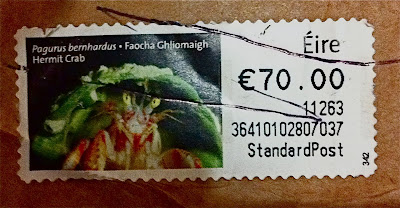 Pagurus bernhardus • Faocha Ghliomaigh
Hermit Crab
Éire
€70.00
11263
36410102807037
StandardPost
342